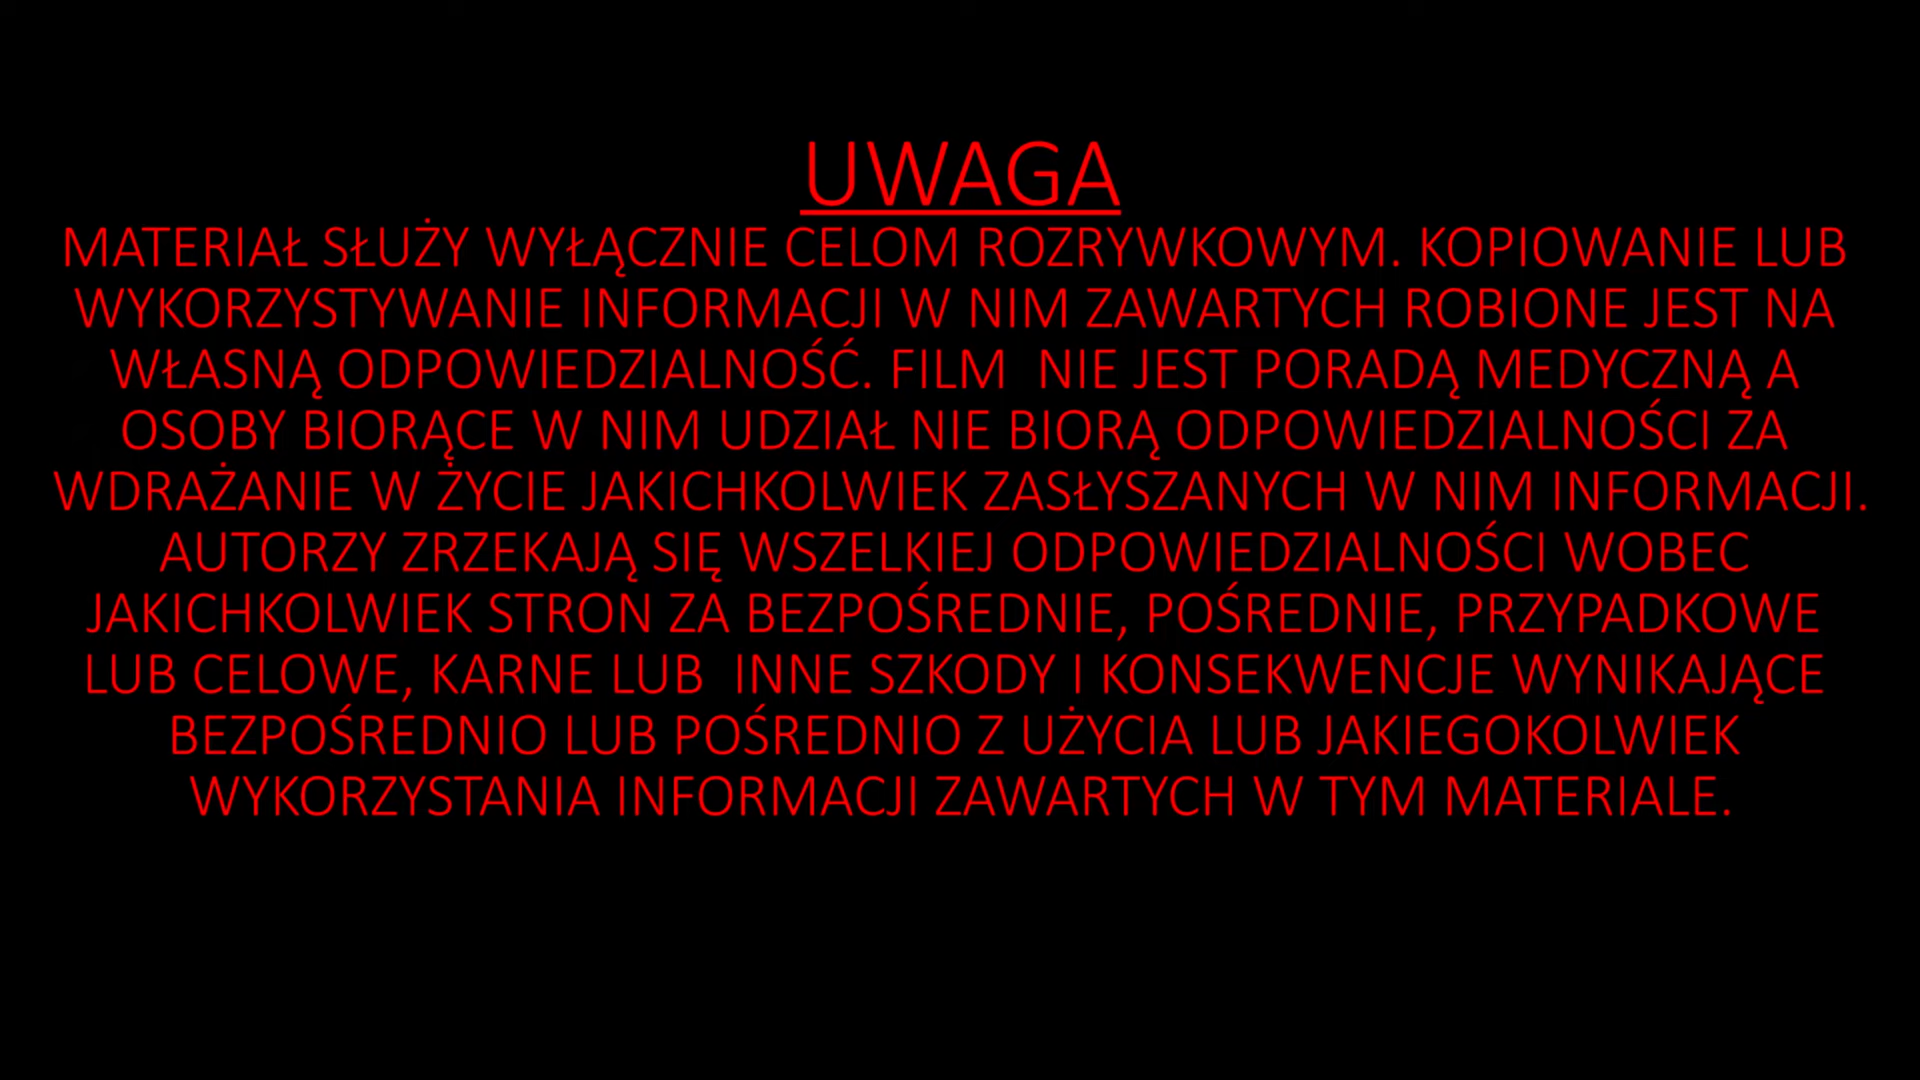 UWAGA
MATERIAŁ SŁUŻY WYŁĄCZNIE CELOM ROZRYWKOWYM. KOPIOWANIE LUB
WYKORZYSTYWANIE INFORMACJI W NIM ZAWARTYCH ROBIONE JEST NA
WŁASNĄ ODPOWIEDZIALNOŚĆ. FILM  NIE JEST PORADĄ MEDYCZNĄ A
OSOBY BIORĄCE W NIM UDZIAŁ NIE BIORĄ ODPOWIEDZIALNOŚCI ZA
WDRAŻANIE W ŻYCIE JAKICHKOLWIEK ZASŁYSZANYCH W NIM INFORMACJI.
AUTORZY ZRZEKAJĄ SIĘ WSZELKIEJ ODPOWIEDZIALNOŚCI WOBEC
JAKICHKOLWIEK STRON ZA BEZPOŚREDNIE, POŚREDNIE, PRZYPADKOWE
LUB CELOWE, KARNE LUB  INNE SZKODY I KONSEKWENCJE WYNIKAJĄCE
BEZPOŚREDNIO LUB POŚREDNIO Z UŻYCIA LUB JAKIEGOKOLWIEK
WYKORZYSTANIA INFORMACJI ZAWARTYCH W TYM MATERIALE.